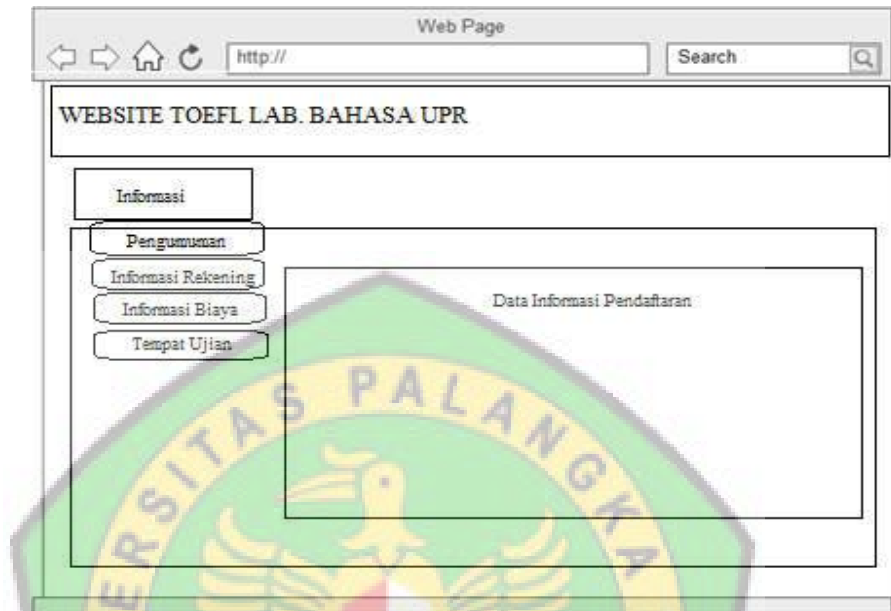 Web Page
http://
Search
WEBSITE TOEFL LAB. BAHASA UPR
Informasi
Pengumuman
Informasi Rekening
Informasi Biaya
Tempat Ujian
Data Informasi Pendaftaran
ERSITAS PALANGKA